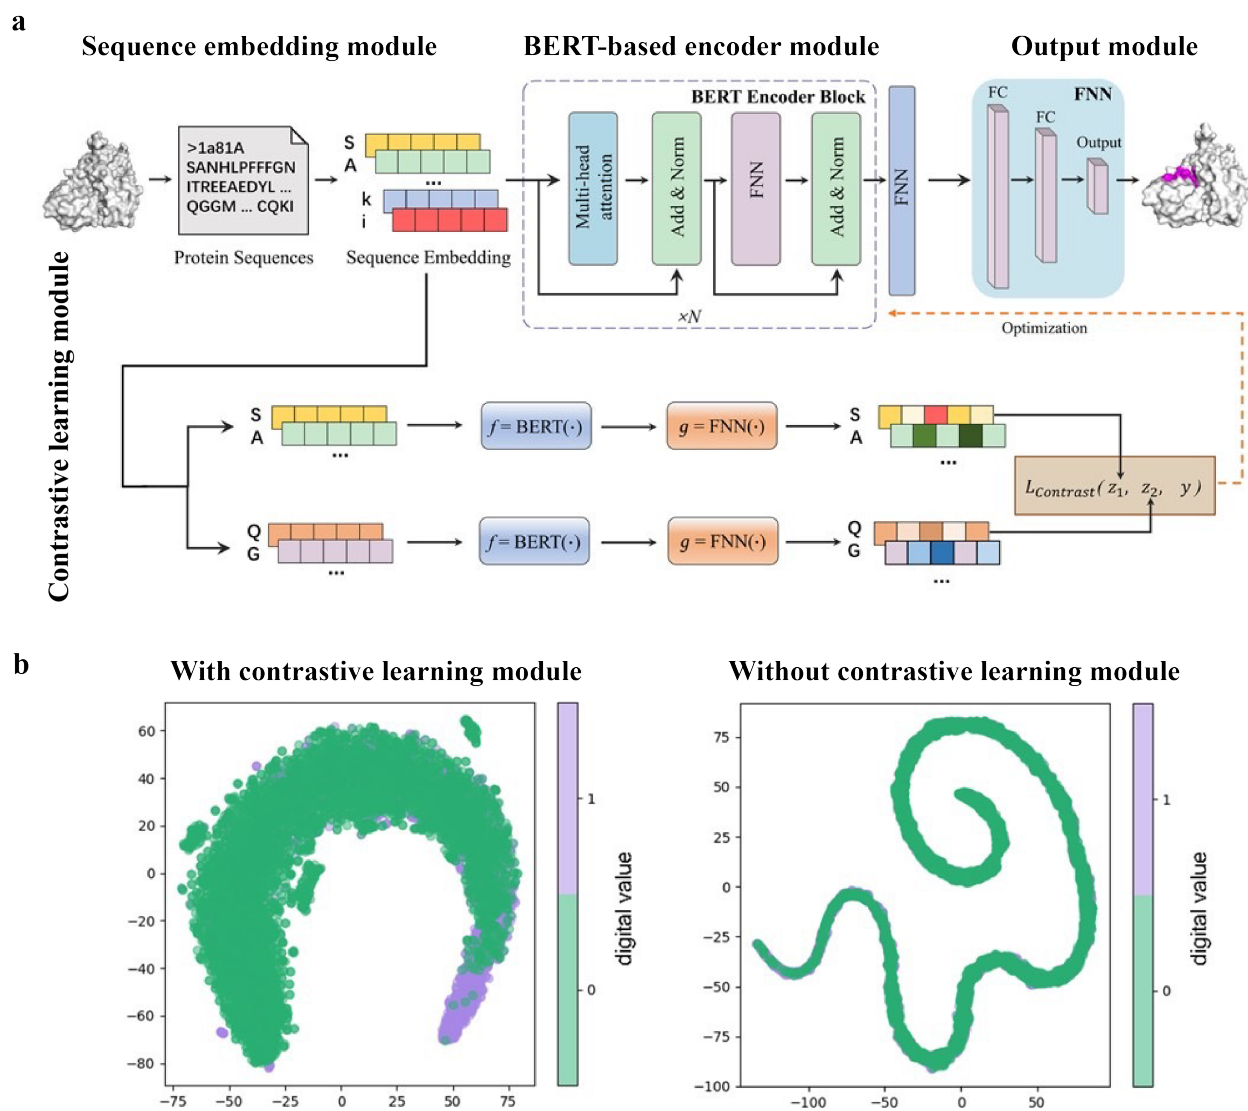 a
Sequence embedding module
BERT-based encoder module
Output module
BERT Encoder Block
FC
FNN
FC
Output
>1a81A
SANHLPFFFGN
ITREEAEDYL ...
QGGM ... CQKI
S
A
...
k
i
Multi-head
attention
Add & Norm
FNN
Add & Norm
FNN
Protein Sequences
Sequence Embedding
×N
Optimization
Contrastive learning module
S
A
...
f = BERT(·)
g = FNN(·)
S
A
...
L_Contrast(z_1, z_2, y)
Q
G
...
f = BERT(·)
g = FNN(·)
Q
G
...
b
With contrastive learning module
Without contrastive learning module
60
40
20
0
−20
−40
−60
−80
−75
−50
−25
0
25
50
75
1
0
digital value
75
50
25
0
−25
−50
−75
−100
−100
−50
0
50
1
0
digital value